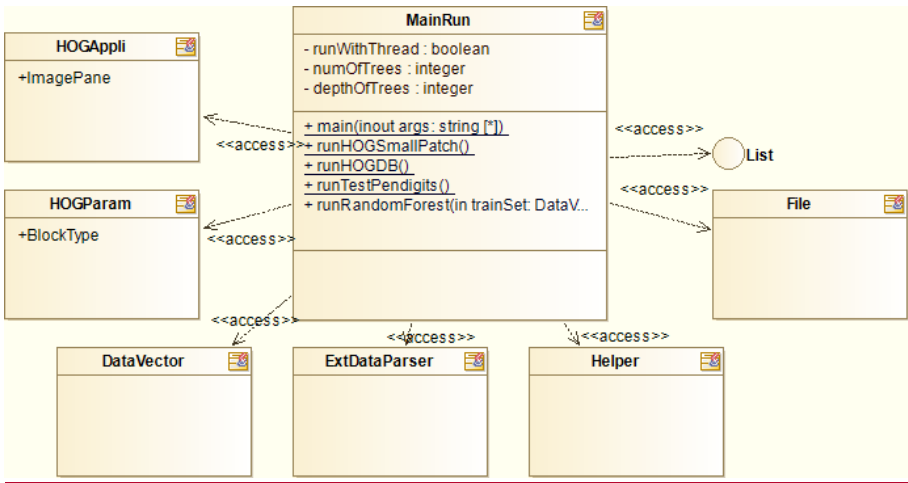 MainRun
- runWithThread : boolean
- numOfTrees : integer
- depthOfTrees : integer
+ main(inout args: string [*])
+ runHOGSmallPatch()
+ runHOGDB()
+ runTestPendigits()
+ runRandomForest(in trainSet: DataV...
HOGAppli
+ImagePane
<<access>>
HOGParam
+BlockType
<<access>>
<<access>>
List
<<access>>
File
<<access>>
DataVector
<<access>>
ExtDataParser
<<access>>
Helper